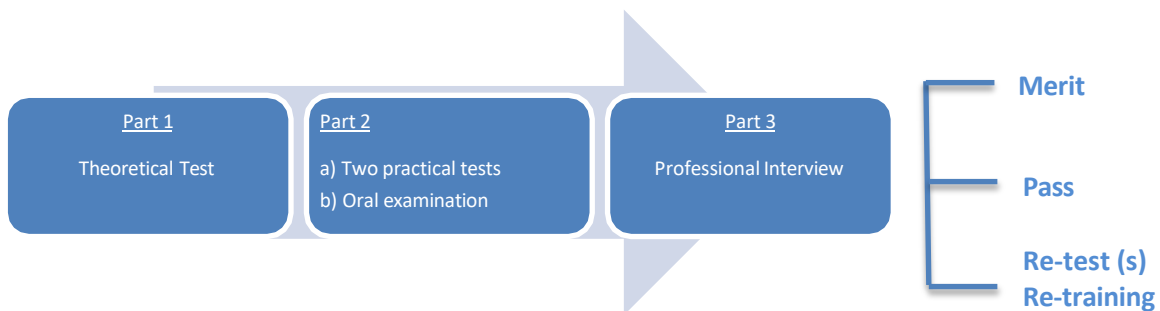 Part 1
Theoretical Test
Part 2
a) Two practical tests
b) Oral examination
Part 3
Professional Interview
Merit
Pass
Re-test (s)
Re-training